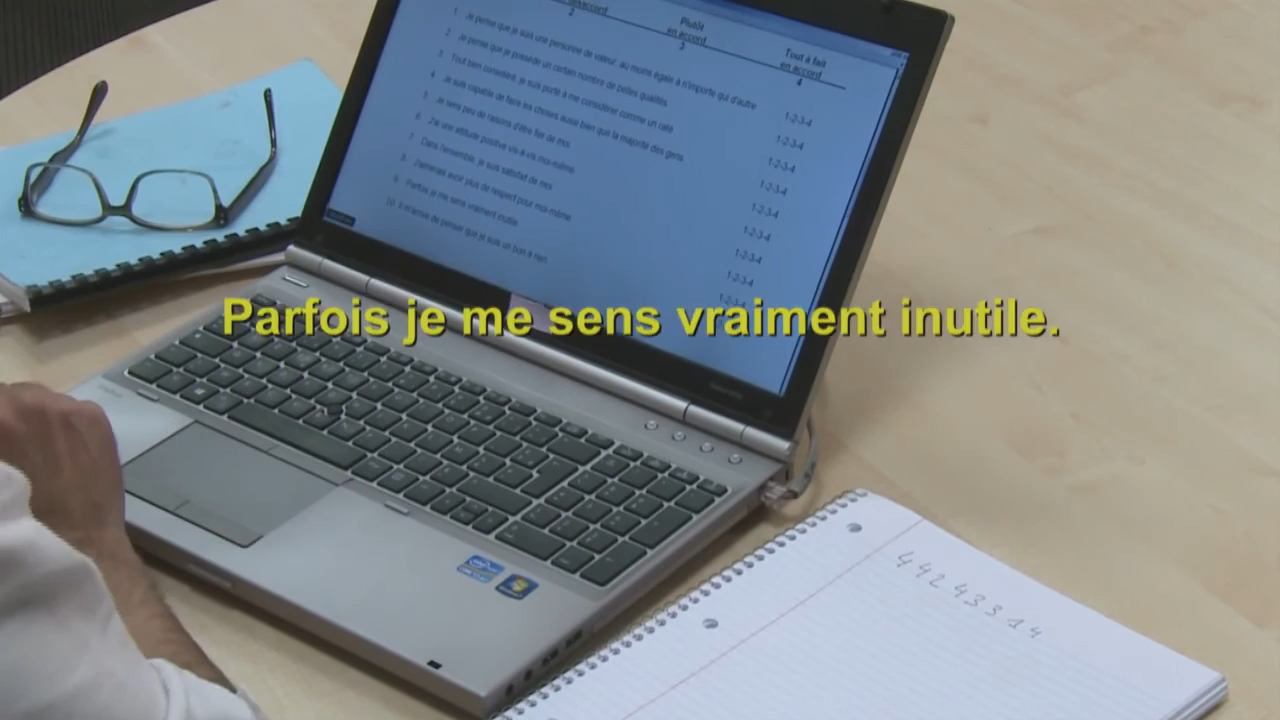 Plutôt
en accord
3
2
Tout à fait
en accord
4
1. Je pense que je suis une personne de valeur, au moins égale à n'importe qui d'autre 1-2-3-4
2. Je pense que je possède un certain nombre de belles qualités. 1-2-3-4
3. Tout bien considéré, je suis porté à me considérer comme un raté 1-2-3-4
4. Je suis capable de faire les choses aussi bien que la majorité des gens 1-2-3-4
5. Je sens peu de raisons d'être fier de moi. 1-2-3-4
6. J'ai une attitude positive vis-à-vis moi-même 1-2-3-4
7. Dans l'ensemble, je suis satisfait de moi 1-2-3-4
8. J'aimerais avoir plus de respect pour moi-même 1-2-3-4
9. Parfois je me sens vraiment inutile 1-2-3-4
10. Il m'arrive de penser que je suis un bon à rien.
Parfois je me sens vraiment inutile.
intel
44243314